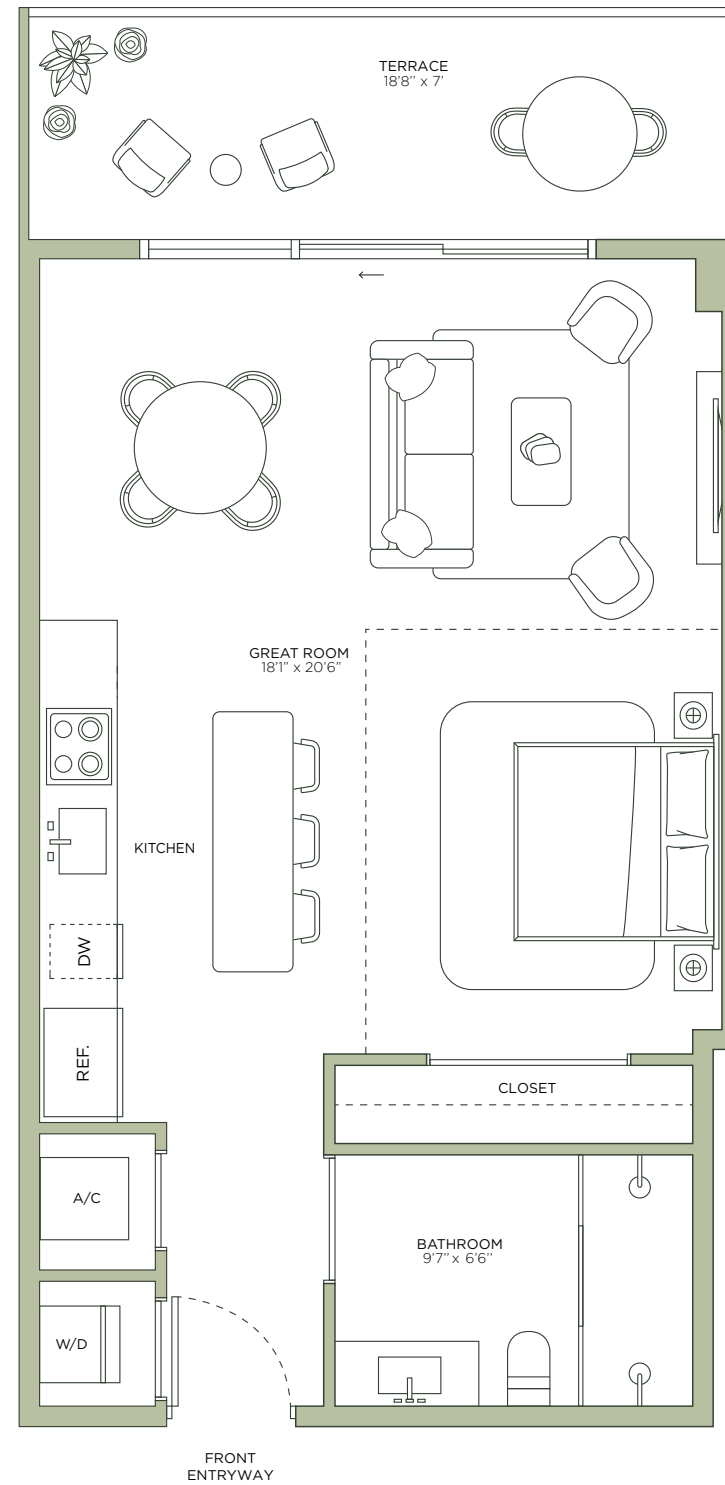 TERRACE
18'8'' x 7'
GREAT ROOM
18'1" x 20'6"
KITCHEN
DW
REF.
CLOSET
A/C
BATHROOM
9'7" x 6'6"
W/D
FRONT
ENTRYWAY